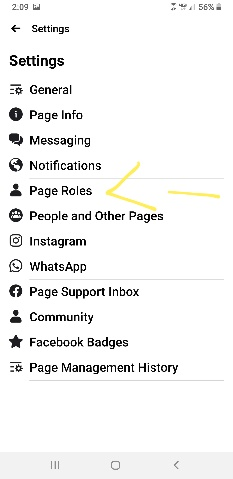 2.09 56%
Settings
Settings
General
Page Info
Messaging
Notifications
Page Roles
People and Other Pages
Instagram
WhatsApp
Page Support Inbox
Community
Facebook Badges
Page Management History